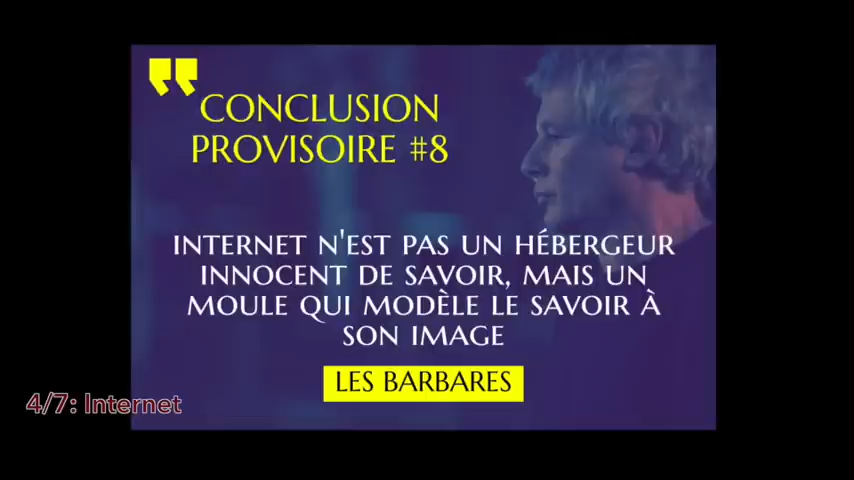 CONCLUSION
PROVISOIRE #8
INTERNET N'EST PAS UN HÉBERGEUR
INNOCENT DE SAVOIR, MAIS UN
MOULE QUI MODÈLE LE SAVOIR À
SON IMAGE
LES BARBARES
4/7: Internet